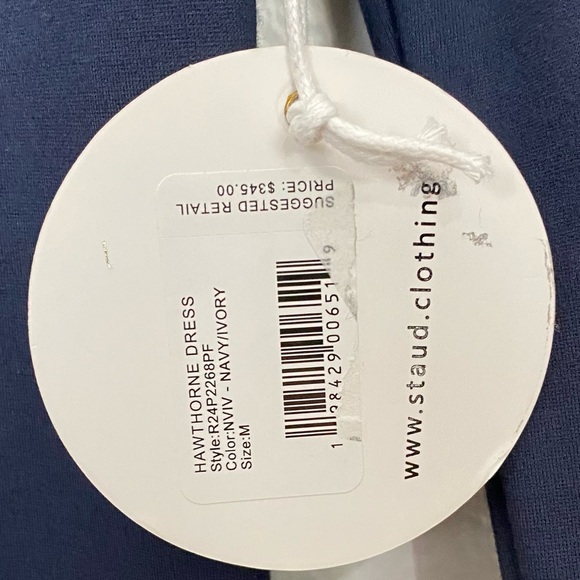 HAWTHORNE DRESS
Style:R24P2268PF
Color:NVIV - NAVY/IVORY
Size:M
SUGGESTED RETAIL
PRICE: $345.00
www.staud.clothing